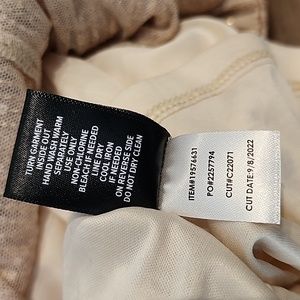 TURN GARMENT
INSIDE OUT
HAND WASH WARM
SEPARATELY
USE ONLY
NON-CHLORINE
BLEACH IF NEEDED
LINE DRY
COOL IRON
IF NEEDED
ON REVERSE SIDE
DO NOT DRY CLEAN
ITEM#19576631
PO#2257794
CUT#C22071
CUT DATE:9/8/2022